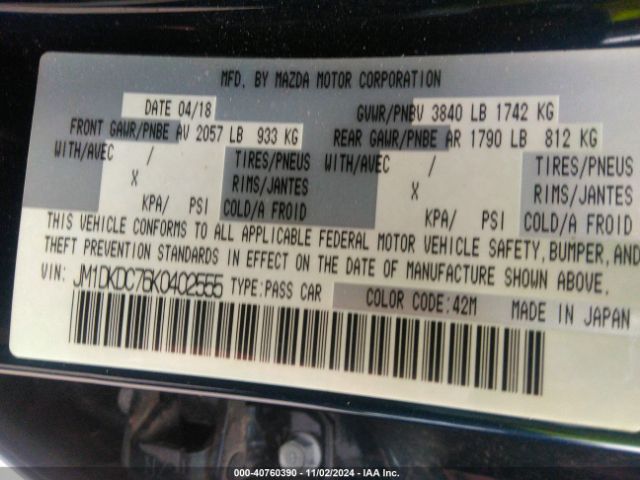 MFD. BY MAZDA MOTOR CORPORATION
DATE 04/18 GVWR/PNBV 3840 LB 1742 KG
FRONT GAWR/PNBE AV 2057 LB 933 KG REAR GAWR/PNBE AR 1790 LB 812 KG
WITH/AVEC / TIRES/PNEUS WITH/AVEC / TIRES/PNEUS
X RIMS/JANTES X RIMS/JANTES
KPA/ PSI COLD/A FROID KPA/ PSI COLD/A FROID
THIS VEHICLE CONFORMS TO ALL APPLICABLE FEDERAL MOTOR VEHICLE SAFETY, BUMPER, AND
THEFT PREVENTION STANDARDS IN EFFECT ON THE DATE OF MANUFACTURE SHOWN ABOVE.
VIN: JM1DKDC76K0402555 TYPE:PASS CAR COLOR CODE:42M MADE IN JAPAN
000-40760390 - 11/02/2024 - IAA Inc.